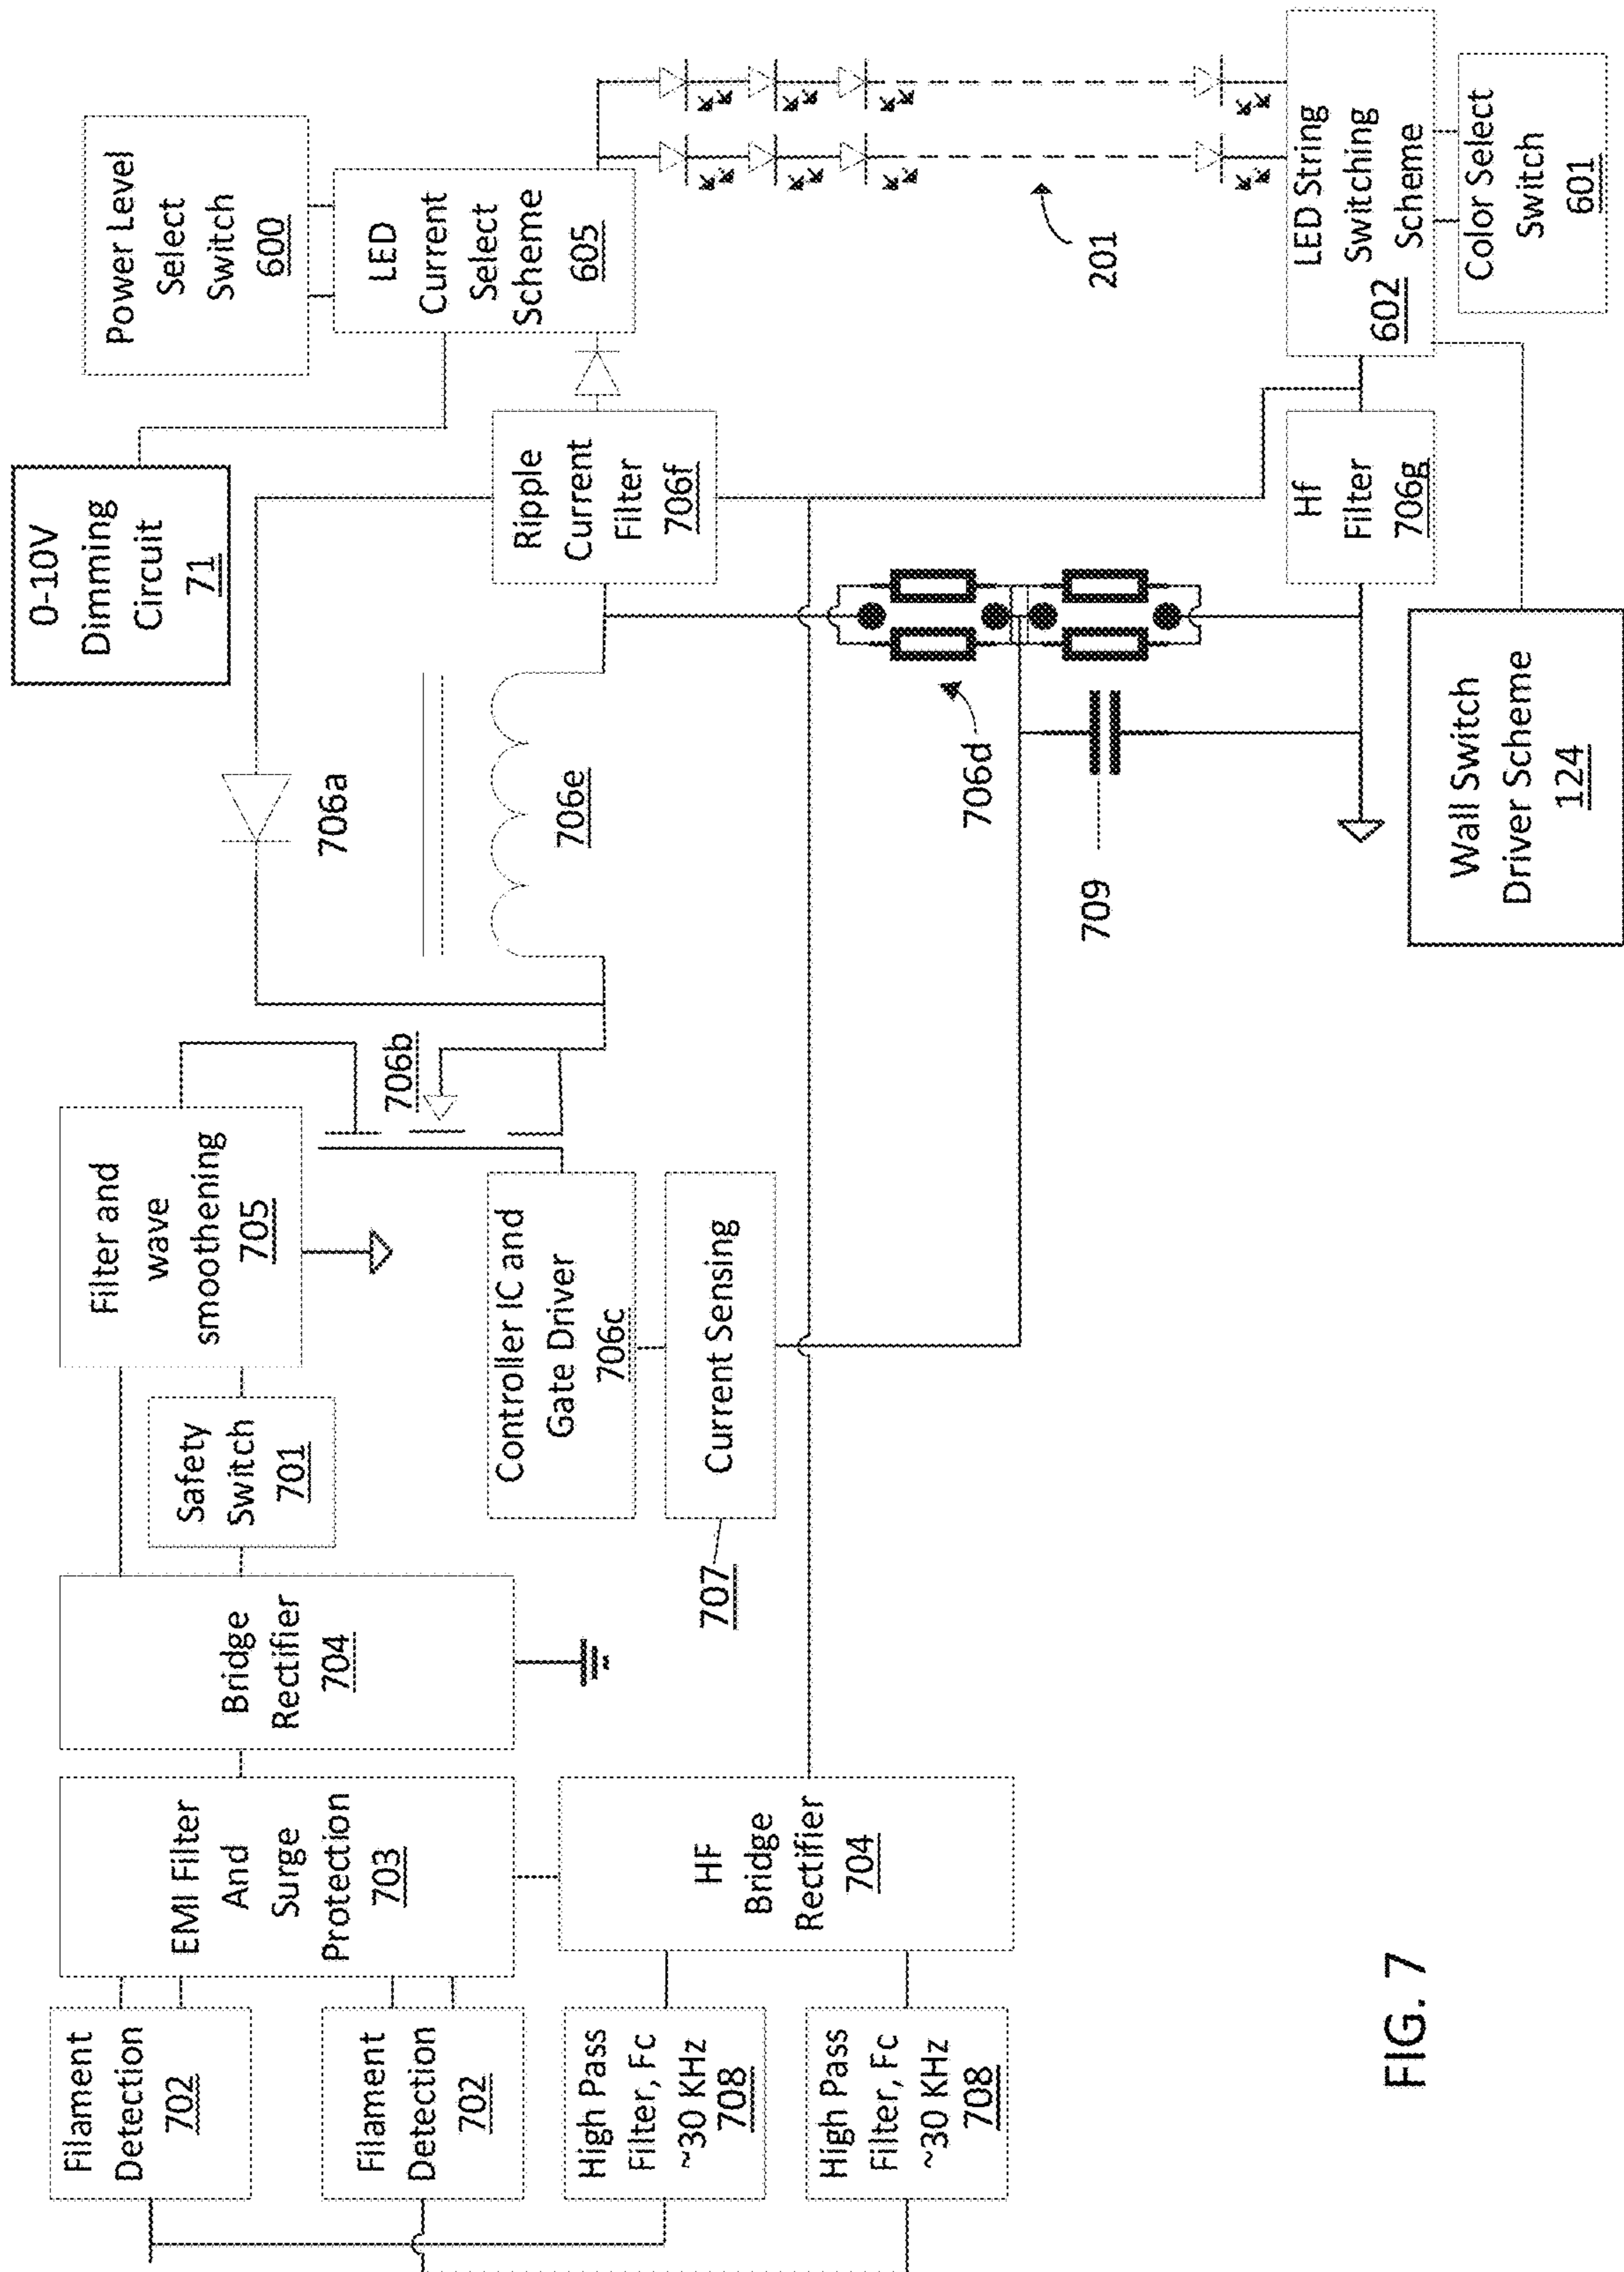 Filament
Detection
702
Filament
Detection
702
High Pass
Filter, Fc
~30 KHz
708
High Pass
Filter, Fc
~30 KHz
708
EMI Filter
And
Surge
Protection
703
HF
Bridge
Rectifier
704
Bridge
Rectifier
704
Safety
Switch
701
Filter and
wave
smoothening
705
Controller IC and
Gate Driver
706c
Current Sensing
707
706b
706a
706e
706d
709
0-10V
Dimming
Circuit
71
Ripple
Current
Filter
706f
Hf
Filter
706g
Wall Switch
Driver Scheme
124
Power Level
Select
Switch
600
LED
Current
Select
Scheme
605
201
LED String
Switching
Scheme
602
Color Select
Switch
601
FIG. 7